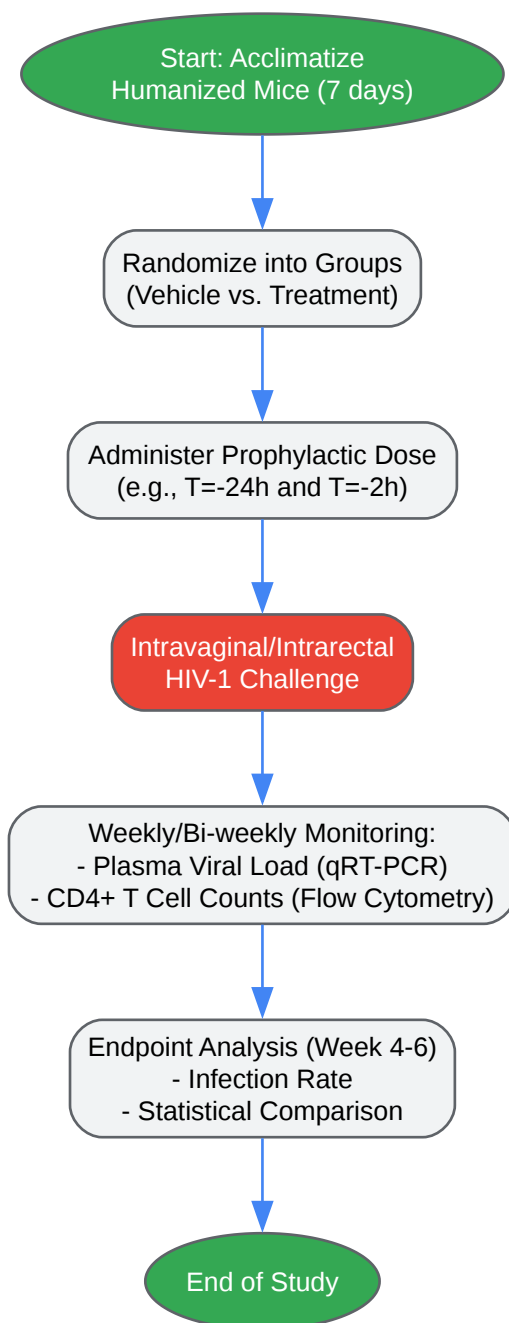 Start: Acclimatize
Humanized Mice (7 days)
Randomize into Groups
(Vehicle vs. Treatment)
Administer Prophylactic Dose
(e.g., T=-24h and T=-2h)
Intravaginal/Intrarectal
HIV-1 Challenge
Weekly/Bi-weekly Monitoring:
- Plasma Viral Load (qRT-PCR)
- CD4+ T Cell Counts (Flow Cytometry)
Endpoint Analysis (Week 4-6)
- Infection Rate
- Statistical Comparison
End of Study